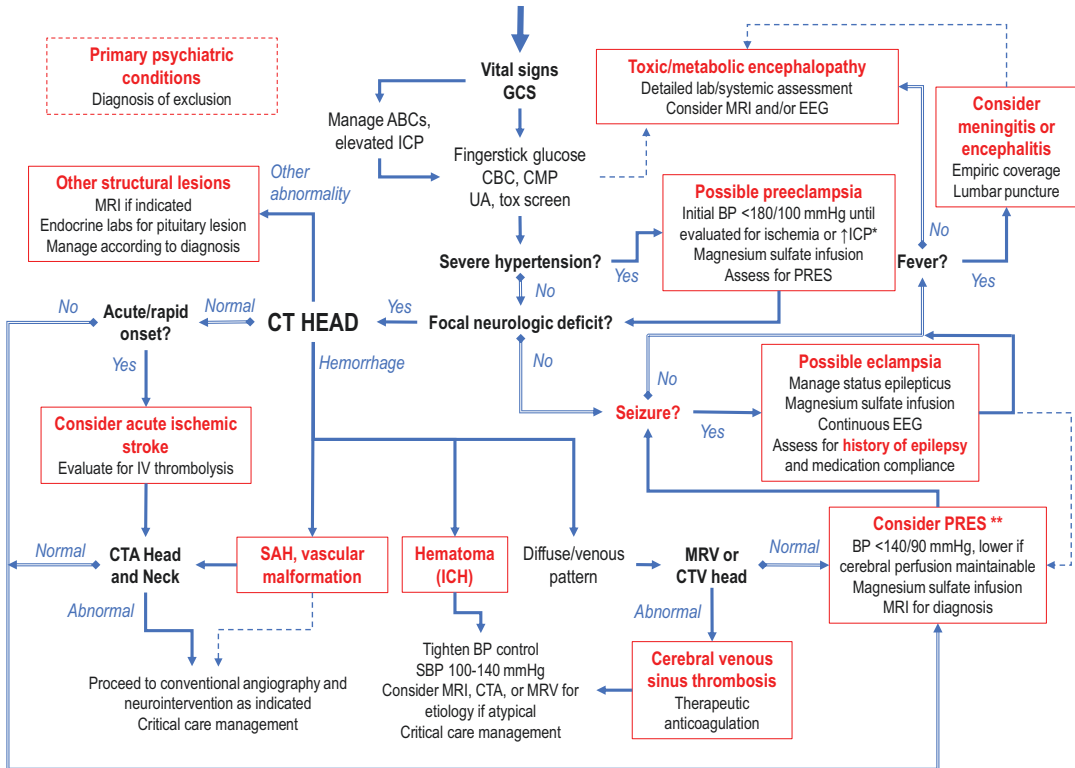 Primary psychiatric
conditions
Diagnosis of exclusion
Vital signs
GCS
Manage ABCs,
elevated ICP
Fingerstick glucose
CBC, CMP
UA, tox screen
Toxic/metabolic encephalopathy
Detailed lab/systemic assessment
Consider MRI and/or EEG
Consider
meningitis or
encephalitis
Empiric coverage
Lumbar puncture
Other
abnormality
Other structural lesions
MRI if indicated
Endocrine labs for pituitary lesion
Manage according to diagnosis
Possible preeclampsia
Initial BP <180/100 mmHg until
evaluated for ischemia or ↑ICP*
Magnesium sulfate infusion
Assess for PRES
Severe hypertension?
Yes
No
Fever?
No
Yes
No
Acute/rapid
onset?
Normal
CT HEAD
Yes
Focal neurologic deficit?
Yes
Hemorrhage
No
No
Seizure?
Yes
Possible eclampsia
Manage status epilepticus
Magnesium sulfate infusion
Continuous EEG
Assess for history of epilepsy
and medication compliance
Consider acute ischemic
stroke
Evaluate for IV thrombolysis
Normal
CTA Head
and Neck
SAH, vascular
malformation
Hematoma
(ICH)
Diffuse/venous
pattern
MRV or
CTV head
Normal
Consider PRES **
BP <140/90 mmHg, lower if
cerebral perfusion maintainable
Magnesium sulfate infusion
MRI for diagnosis
Abnormal
Abnormal
Proceed to conventional angiography and
neurointervention as indicated
Critical care management
Tighten BP control
SBP 100-140 mmHg
Consider MRI, CTA, or MRV for
etiology if atypical
Critical care management
Cerebral venous
sinus thrombosis
Therapeutic
anticoagulation